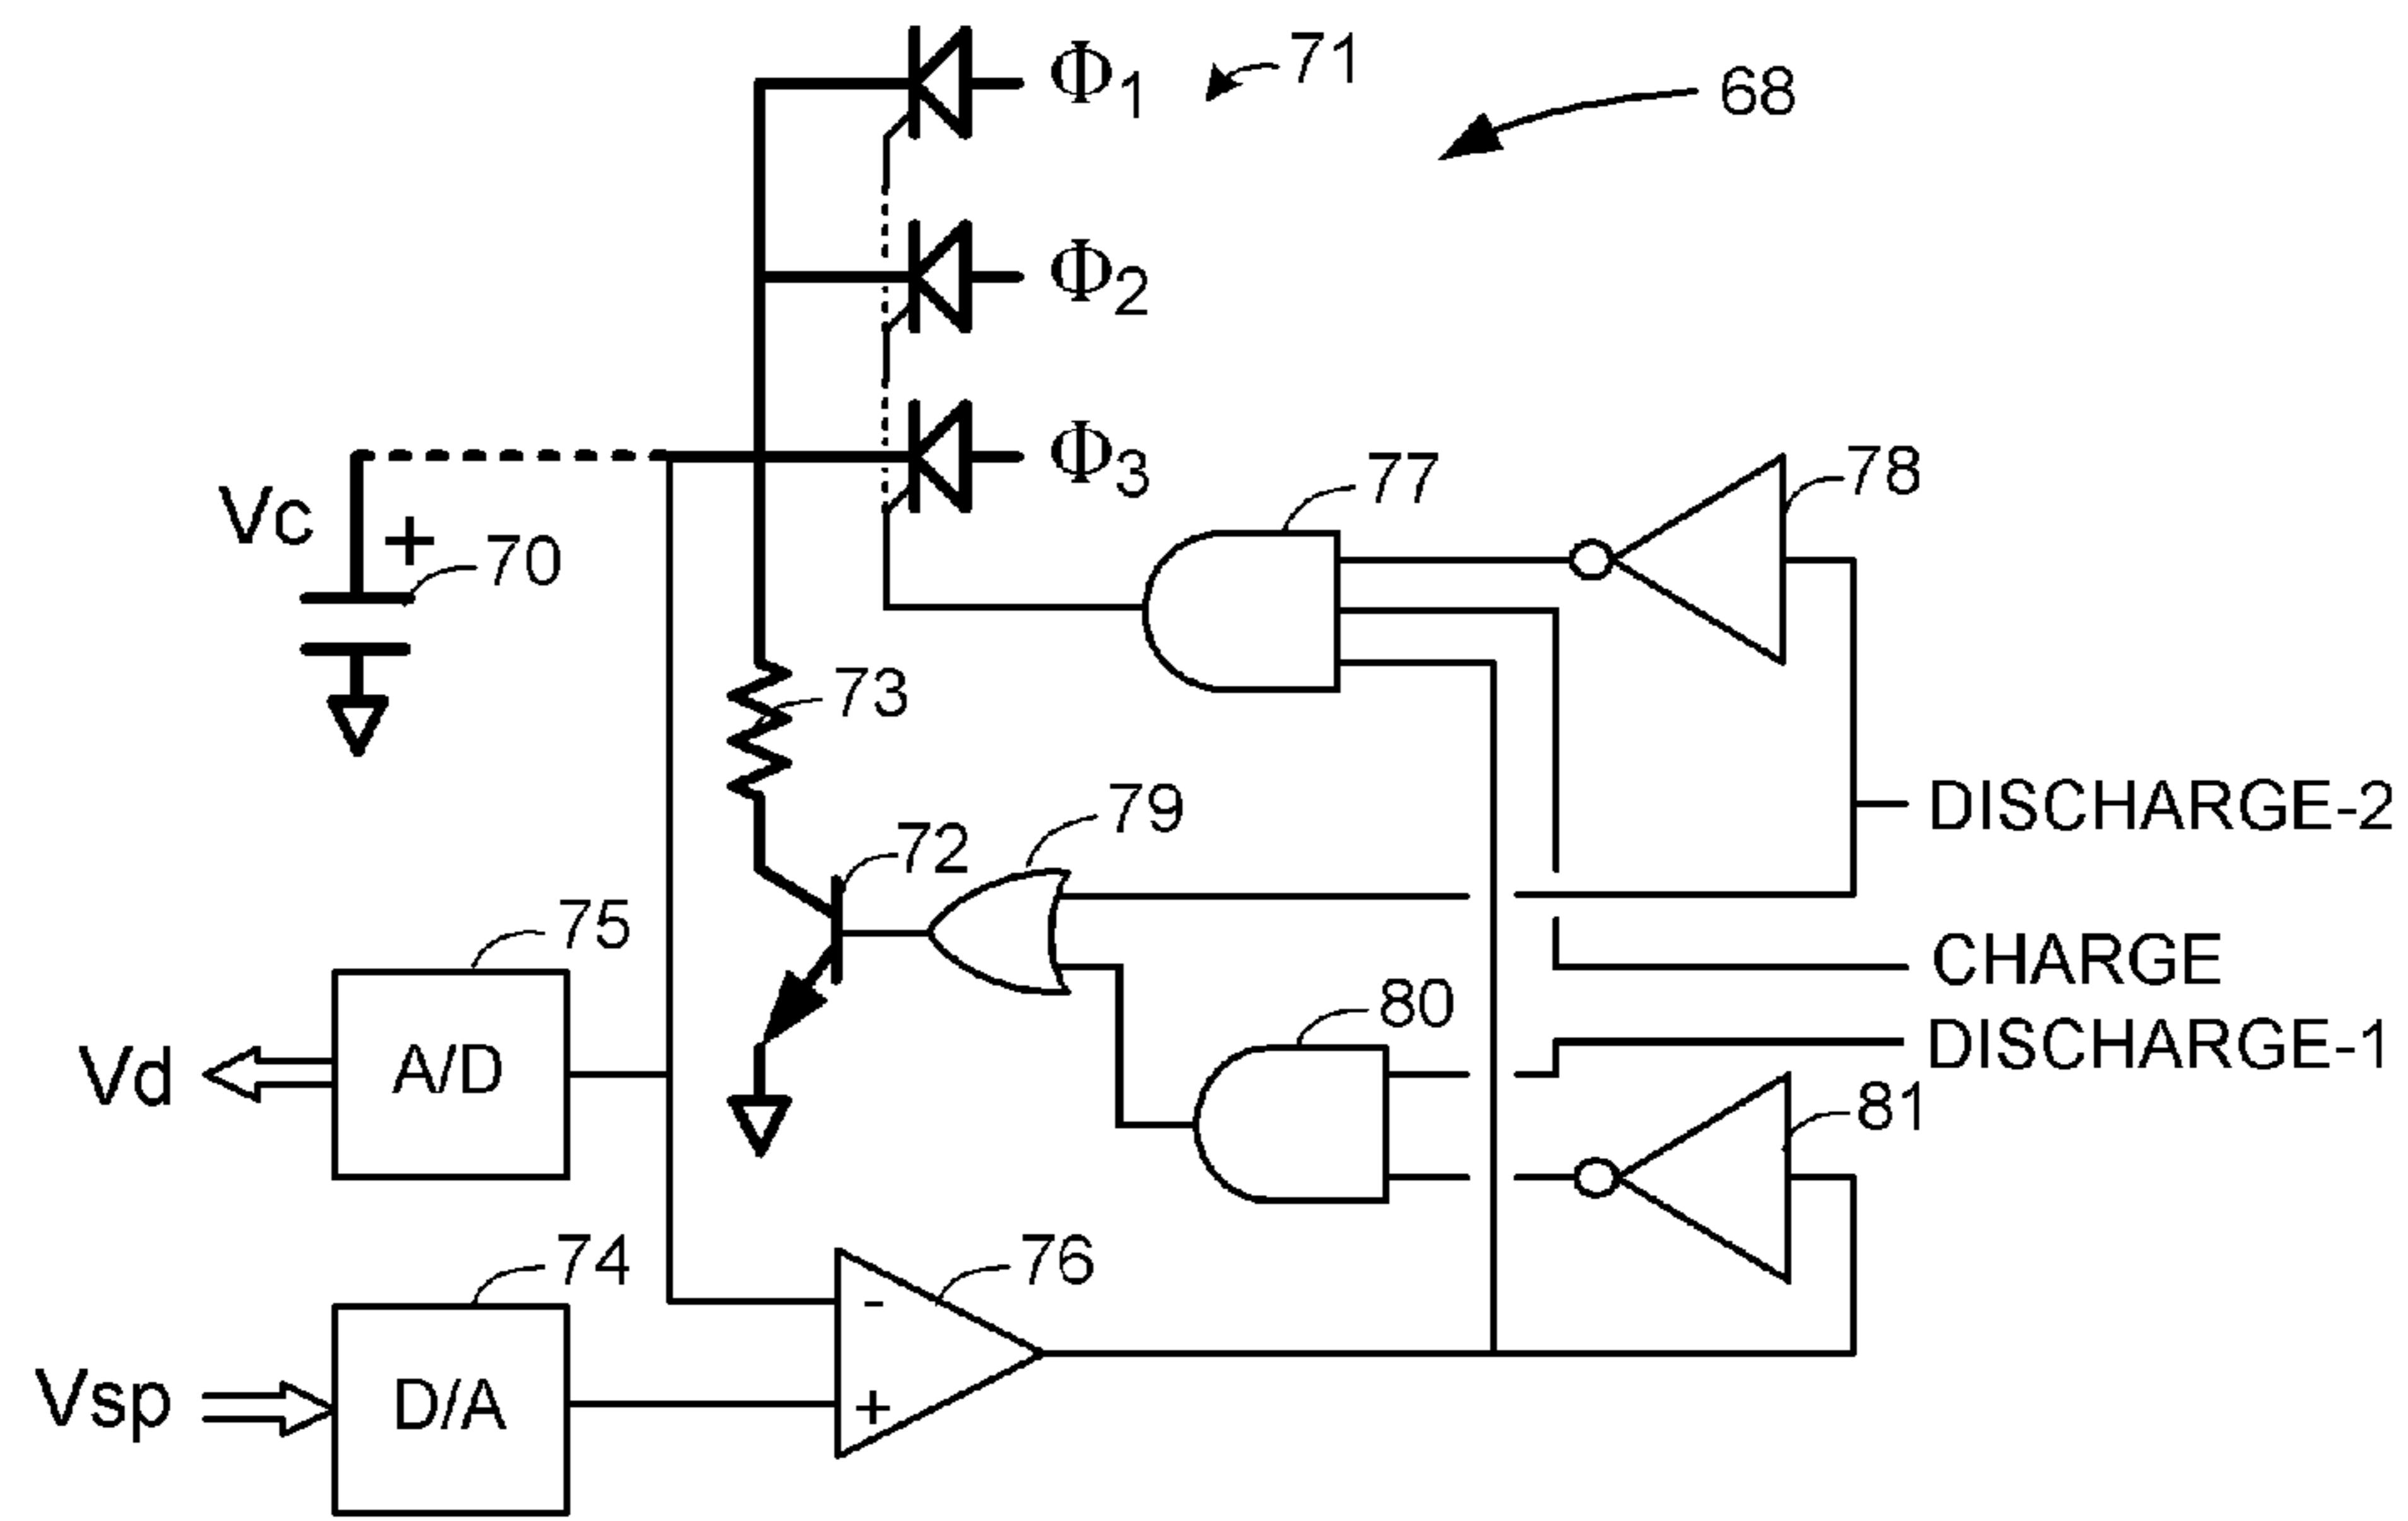 Φ1
71
68
Φ2
Φ3
77
78
Vc
+
70
73
79
DISCHARGE-2
72
75
CHARGE
80
DISCHARGE-1
Vd
A/D
81
74
76
-
Vsp
D/A
+